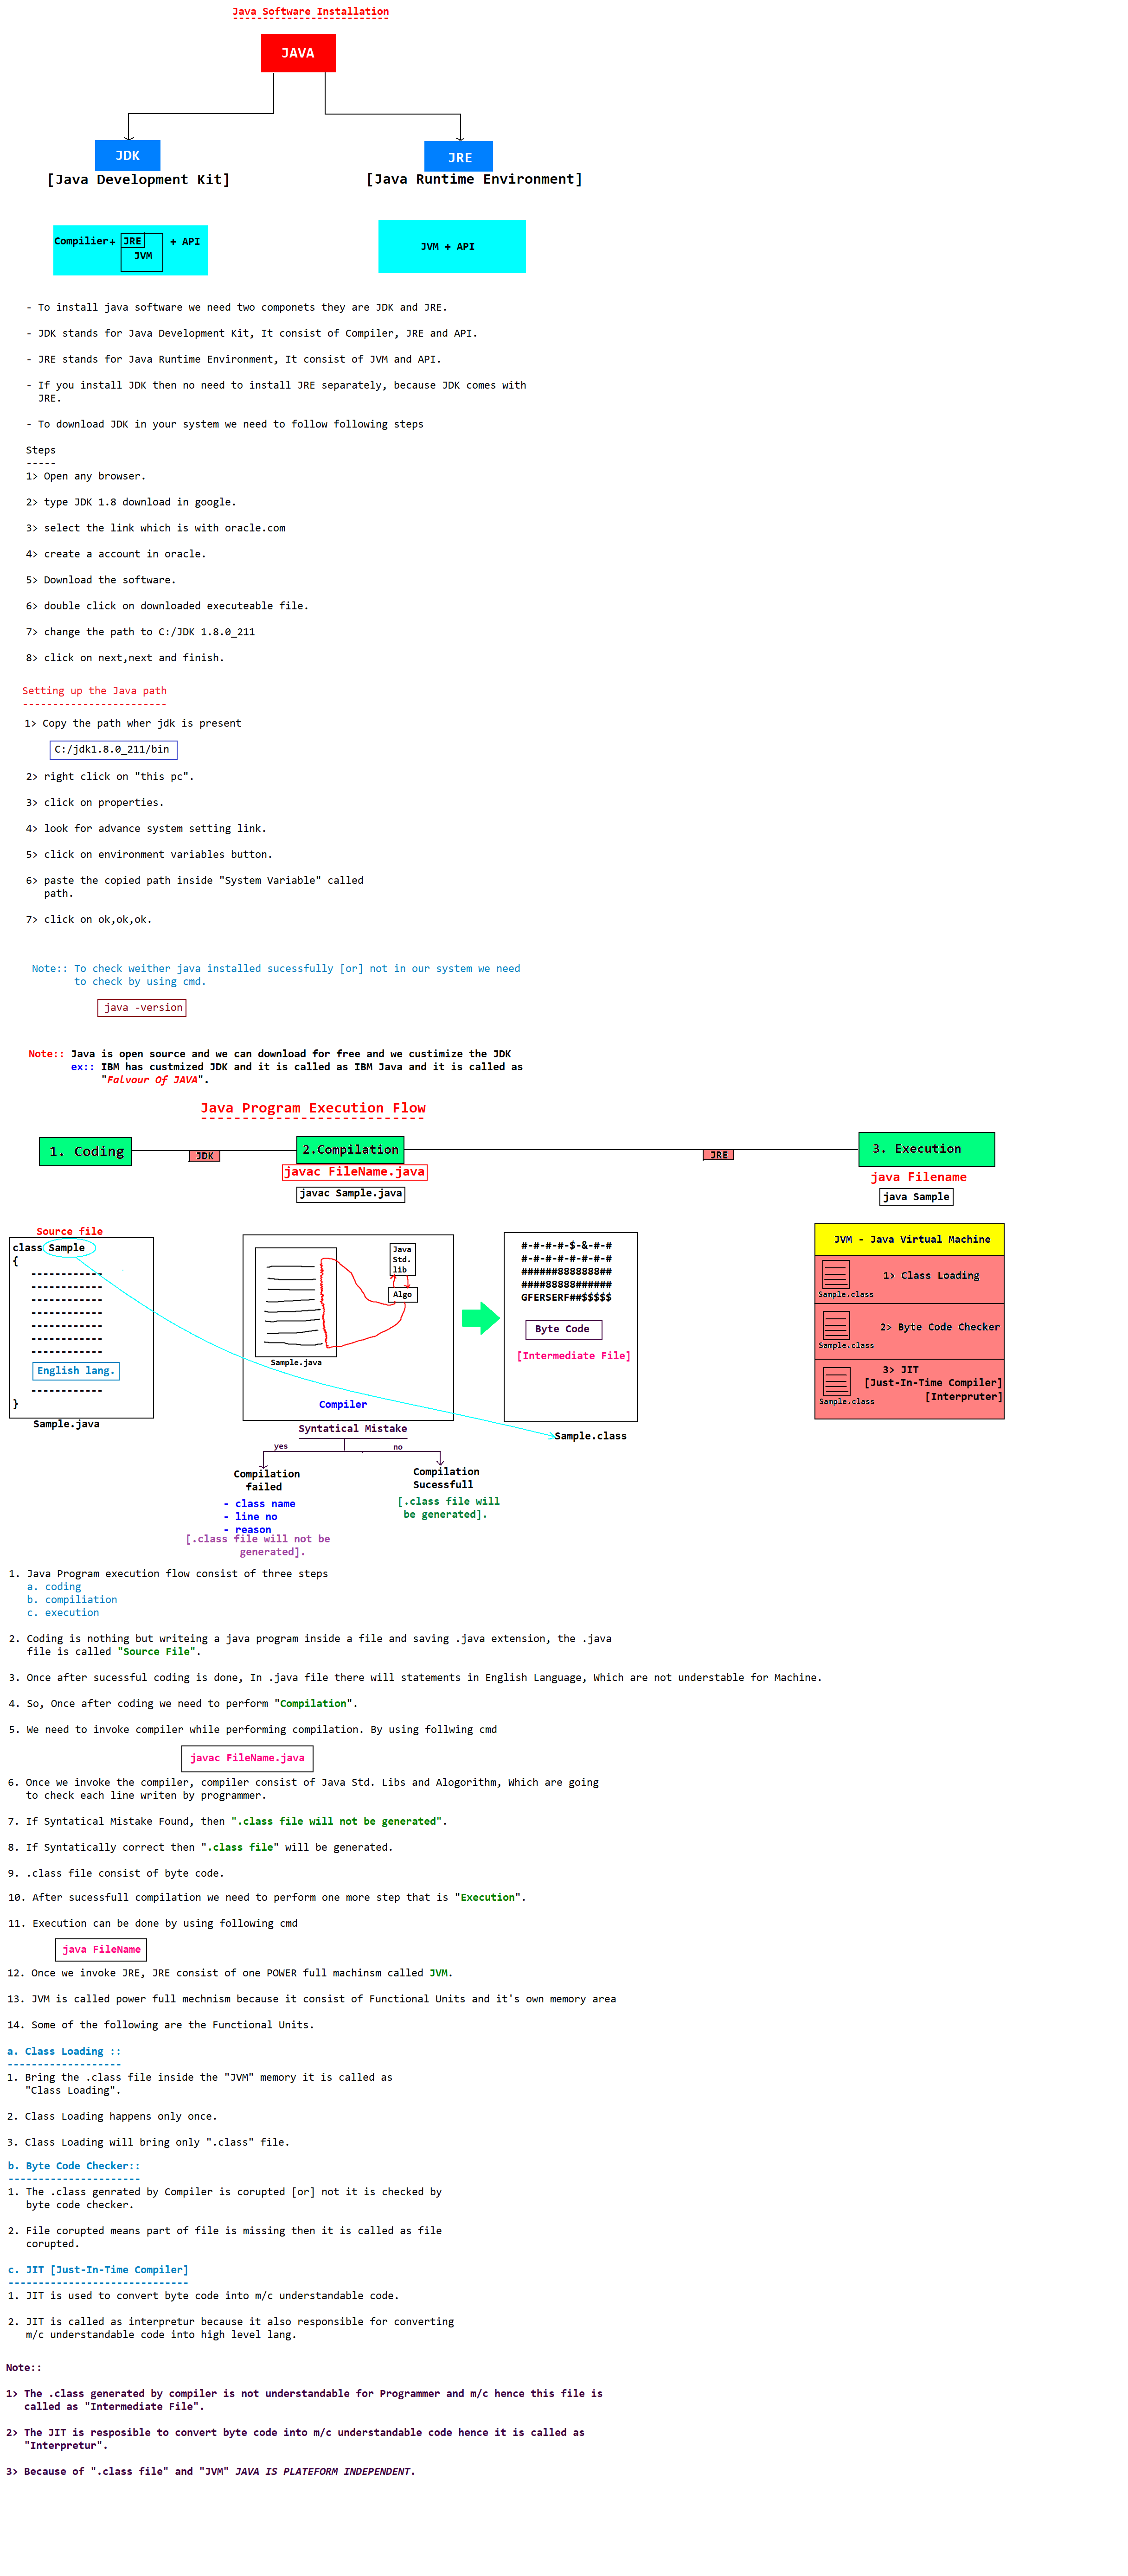 Java Software Installation
JAVA
JDK
[Java Development Kit]
JRE
[Java Runtime Environment]
Compilier+ JRE + API
JVM
JVM + API
- To install java software we need two componets they are JDK and JRE.
- JDK stands for Java Development Kit, It consist of Compiler, JRE and API.
- JRE stands for Java Runtime Environment, It consist of JVM and API.
- If you install JDK then no need to install JRE separately, because JDK comes with
JRE.
- To download JDK in your system we need to follow following steps
Steps
-----
1> Open any browser.
2> type JDK 1.8 download in google.
3> select the link which is with oracle.com
4> create a account in oracle.
5> Download the software.
6> double click on downloaded executeable file.
7> change the path to C:/JDK 1.8.0_211
8> click on next,next and finish.
Setting up the Java path
------------------------
1> Copy the path wher jdk is present
C:/jdk1.8.0_211/bin
2> right click on "this pc".
3> click on properties.
4> look for advance system setting link.
5> click on environment variables button.
6> paste the copied path inside "System Variable" called
path.
7> click on ok,ok,ok.
Note:: To check weither java installed sucessfully [or] not in our system we need
to check by using cmd.
java -version
Note:: Java is open source and we can download for free and we custimize the JDK
ex:: IBM has custmized JDK and it is called as IBM Java and it is called as
"Falvour Of JAVA".
Java Program Execution Flow
1. Coding
JDK
2.Compilation
JRE
3. Execution
javac FileName.java
javac Sample.java
java Filename
java Sample
Source file
class Sample
{
------------
------------
------------
------------
------------
------------
------------
English lang.
------------
}
Sample.java
Java
Std.
lib
Algo
Sample.java
Compiler
#-#-#-#-$-&-#-#
#-#-#-#-#-#-#-#
######8888888##
####88888######
GFERSERF##$$$$$
Byte Code
[Intermediate File]
Sample.class
JVM - Java Virtual Machine
1> Class Loading
Sample.class
2> Byte Code Checker
Sample.class
3> JIT
[Just-In-Time Compiler]
[Interpruter]
Sample.class
Syntatical Mistake
yes
no
Compilation
failed
- class name
- line no
- reason
[.class file will not be
generated].
Compilation
Sucessfull
[.class file will
be generated].
1. Java Program execution flow consist of three steps
a. coding
b. compiliation
c. execution
2. Coding is nothing but writeing a java program inside a file and saving .java extension, the .java
file is called "Source File".
3. Once after sucessful coding is done, In .java file there will statements in English Language, Which are not understable for Machine.
4. So, Once after coding we need to perform "Compilation".
5. We need to invoke compiler while performing compilation. By using follwing cmd
javac FileName.java
6. Once we invoke the compiler, compiler consist of Java Std. Libs and Alogorithm, Which are going
to check each line writen by programmer.
7. If Syntatical Mistake Found, then ".class file will not be generated".
8. If Syntatically correct then ".class file" will be generated.
9. .class file consist of byte code.
10. After sucessfull compilation we need to perform one more step that is "Execution".
11. Execution can be done by using following cmd
java FileName
12. Once we invoke JRE, JRE consist of one POWER full machinsm called JVM.
13. JVM is called power full mechnism because it consist of Functional Units and it's own memory area
14. Some of the following are the Functional Units.
a. Class Loading ::
-------------------
1. Bring the .class file inside the "JVM" memory it is called as
"Class Loading".
2. Class Loading happens only once.
3. Class Loading will bring only ".class" file.
b. Byte Code Checker::
----------------------
1. The .class genrated by Compiler is corupted [or] not it is checked by
byte code checker.
2. File corupted means part of file is missing then it is called as file
corupted.
c. JIT [Just-In-Time Compiler]
------------------------------
1. JIT is used to convert byte code into m/c understandable code.
2. JIT is called as interpretur because it also responsible for converting
m/c understandable code into high level lang.
Note::
1> The .class generated by compiler is not understandable for Programmer and m/c hence this file is
called as "Intermediate File".
2> The JIT is resposible to convert byte code into m/c understandable code hence it is called as
"Interpretur".
3> Because of ".class file" and "JVM" JAVA IS PLATEFORM INDEPENDENT.